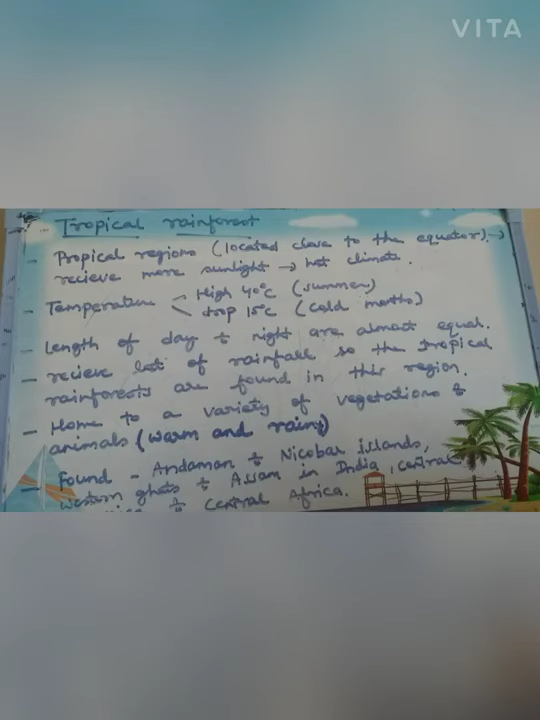 VITA
Tropical rainforest
- Tropical regions (located close to the equator). →
recieve more sunlight → hot climate.
- Temperature < High 40°C (summer)
drop 15°C (cold months)
- Length of day & night are almost equal.
- recieve lot of rainfall so the tropical
rainforests are found in this region.
- Home to a variety of vegetations &
animals (warm and rainy)
- Found - Andaman & Nicobar islands,
western ghats & Assam in India, central
& Central Africa.